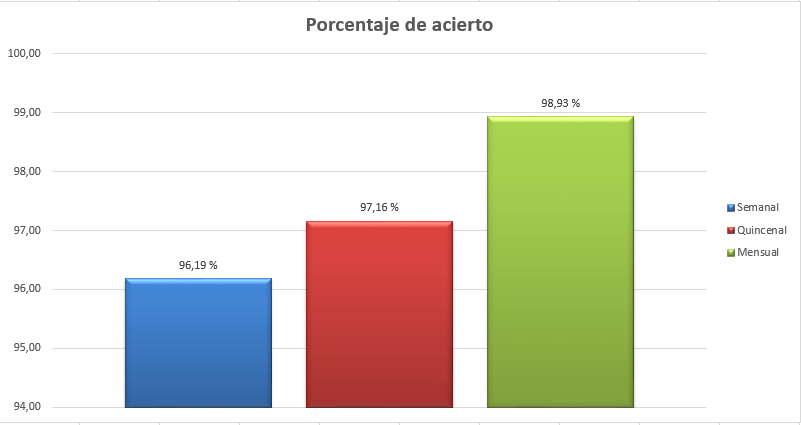 Porcentaje de acierto
100,00
99,00
98,00
97,00
96,00
95,00
94,00
96,19 %
97,16 %
98,93 %
Semanal
Quincenal
Mensual